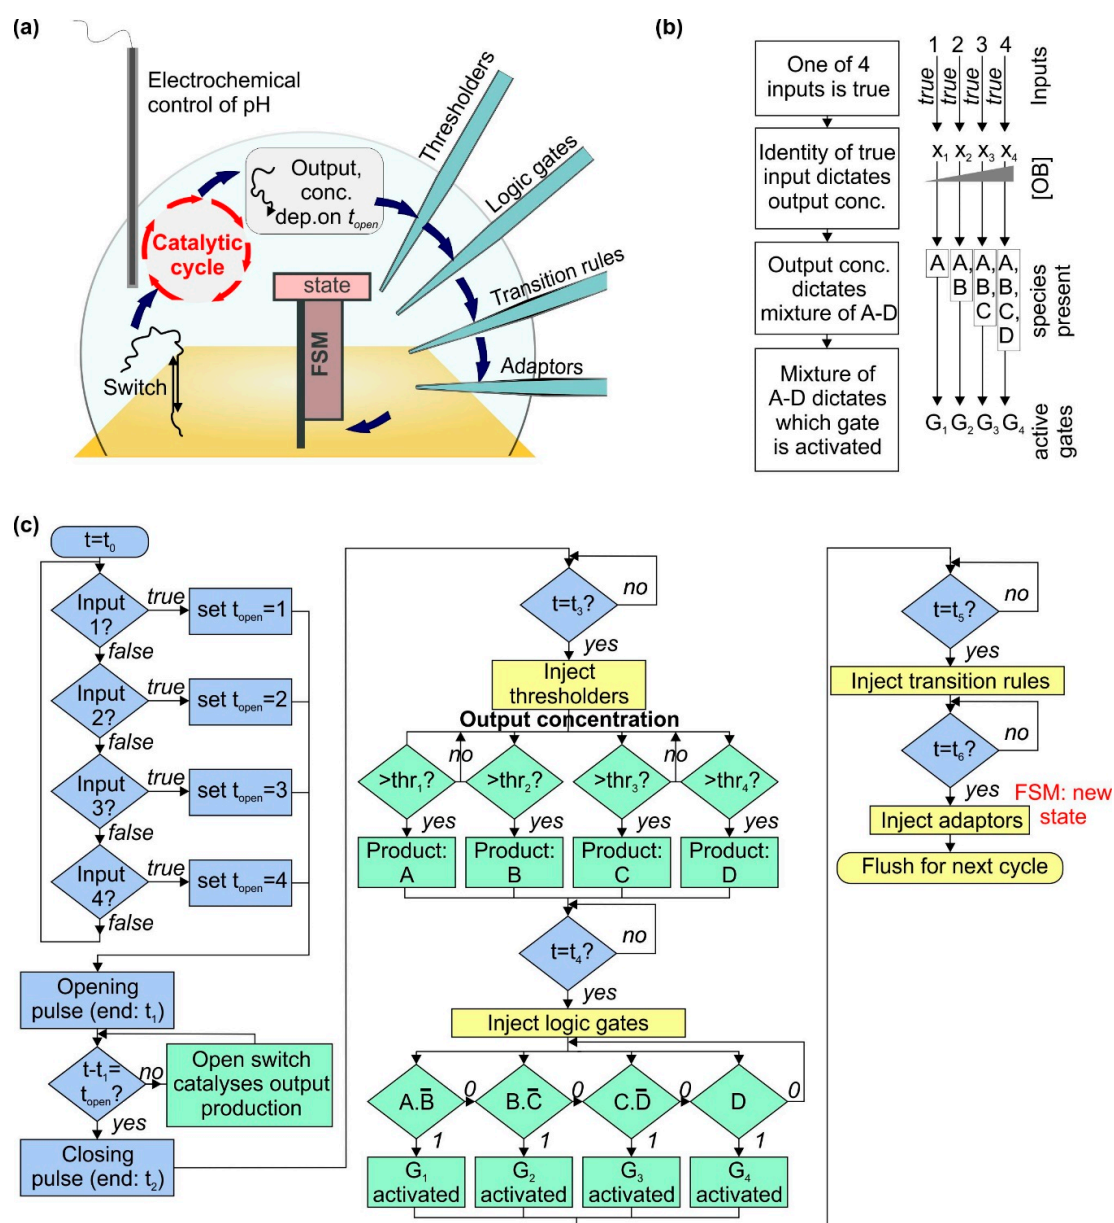 (a)
Electrochemical
control of pH
Output,
conc.
dep.on t_open
Catalytic
cycle
Switch
state
FSM
Thresholders
Logic gates
Transition rules
Adaptors
(b)
One of 4
inputs is true
Identity of true
input dictates
output conc.
Output conc.
dictates
mixture of A-D
Mixture of
A-D dictates
which gate
is activated
1 2 3 4
true true true true
Inputs
x₁ x₂ x₃ x₄
[OB]
A A, A, A,
B B, B,
C C,
D
species
present
G₁ G₂ G₃ G₄
active
gates
(c)
t=t₀
Input
1?
true
set t_open=1
false
Input
2?
true
set t_open=2
false
Input
3?
true
set t_open=3
false
Input
4?
true
set t_open=4
false
Opening
pulse (end: t₁)
t-t₁=
t_open?
no
Open switch
catalyses output
production
yes
Closing
pulse (end: t₂)
t=t₃?
no
yes
Inject
thresholders
Output concentration
>thr₁?
no
>thr₂?
>thr₃?
no
>thr₄?
yes yes yes yes
Product:
A
Product:
B
Product:
C
Product:
D
t=t₄?
no
yes
Inject logic gates
A.B̅ 0 B.C̅ 0 C.D̅ 0 D 0
1 1 1 1
G₁
activated
G₂
activated
G₃
activated
G₄
activated
t=t₅?
no
yes
Inject transition rules
t=t₆?
no
yes
FSM: new
state
Inject adaptors
Flush for next cycle